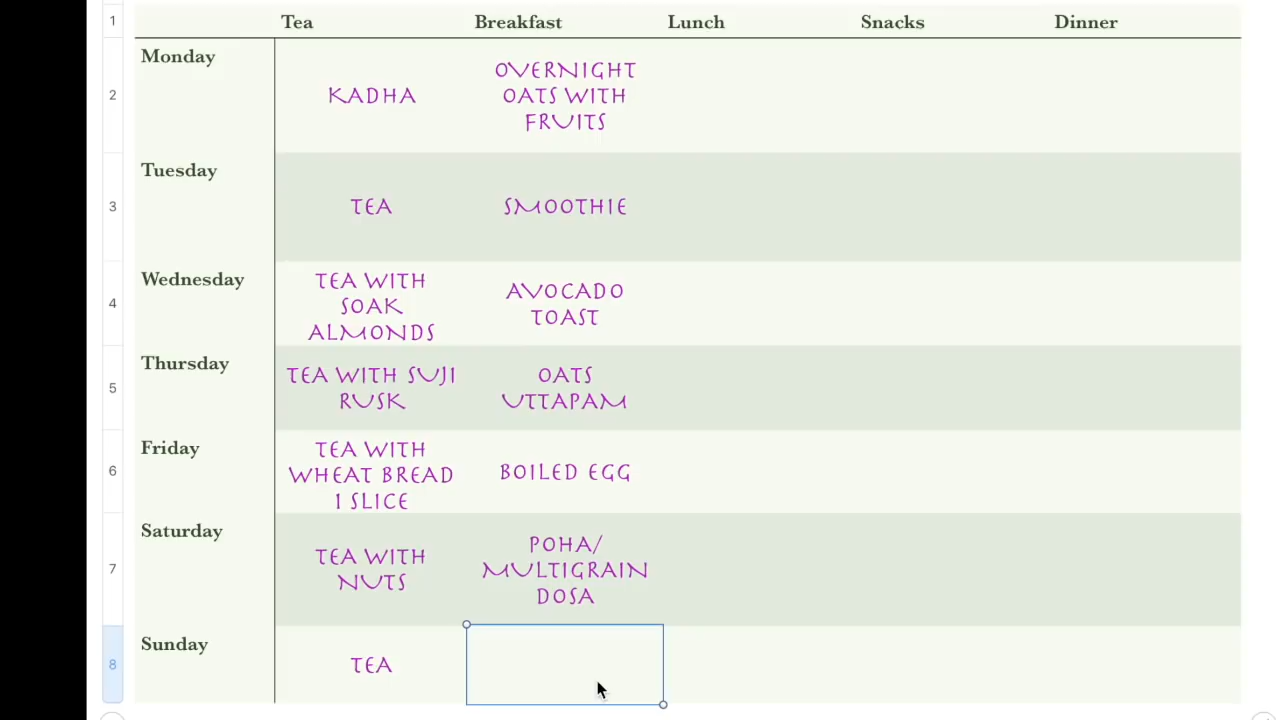 1
Tea Breakfast Lunch Snacks Dinner
2
Monday
KADHA
OVERNIGHT
OATS WITH
FRUITS
3
Tuesday
TEA
SMOOTHIE
4
Wednesday
TEA WITH
SOAK
ALMONDS
AVOCADO
TOAST
5
Thursday
TEA WITH SUJI
RUSK
OATS
UTTAPAM
6
Friday
TEA WITH
WHEAT BREAD
1 SLICE
BOILED EGG
7
Saturday
TEA WITH
NUTS
POHA/
MULTIGRAIN
DOSA
8
Sunday
TEA